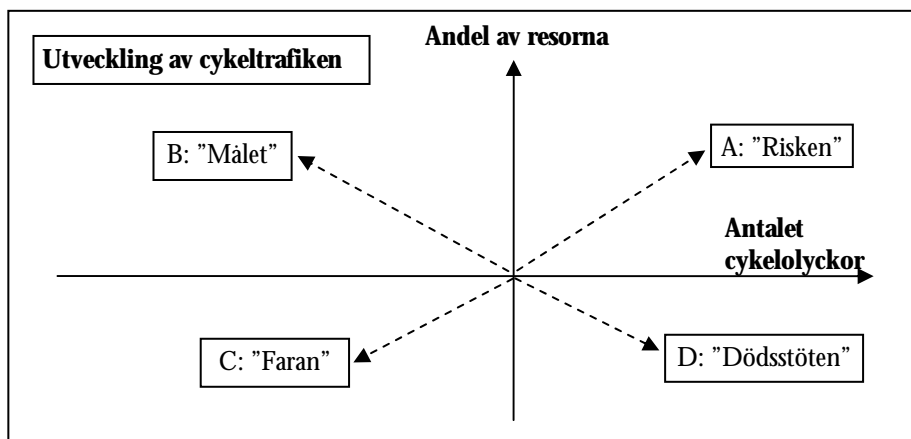 Andel av resorna
Utveckling av cykeltrafiken
B: "Målet"
A: "Risken"
Antalet
cykelolyckor
C: "Faran"
D: "Dödsstöten"